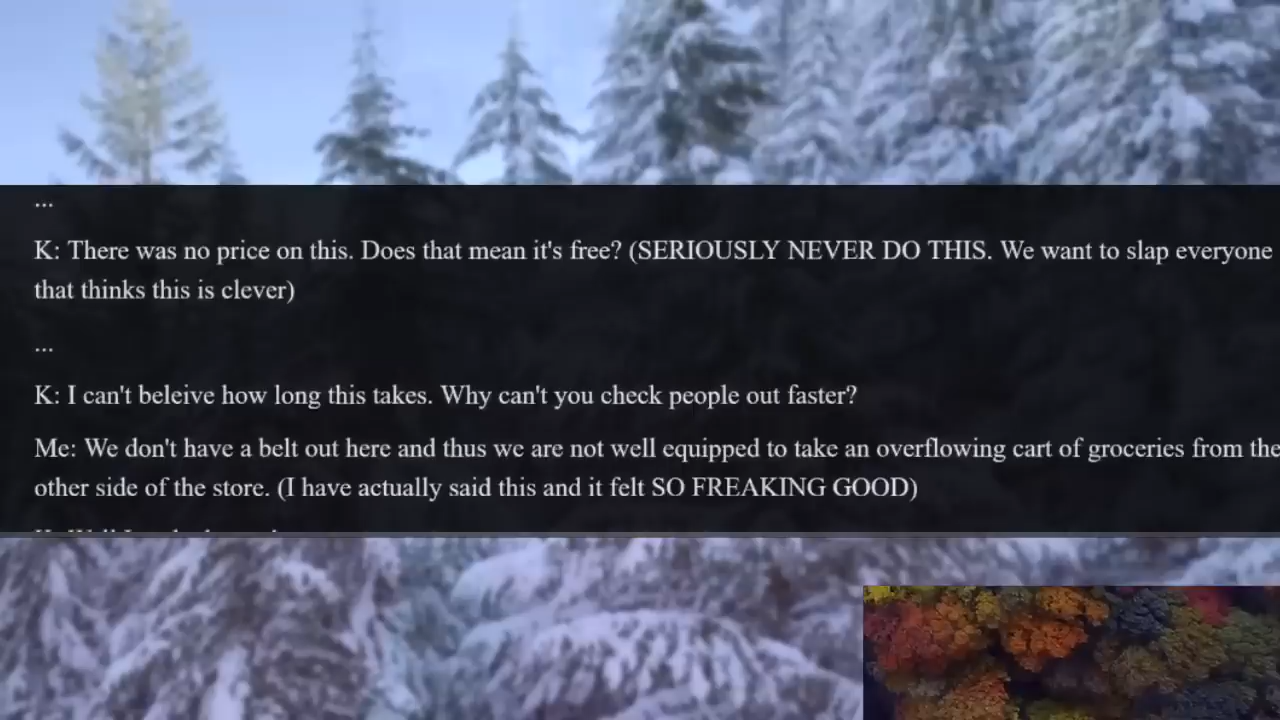 ...
K: There was no price on this. Does that mean it's free? (SERIOUSLY NEVER DO THIS. We want to slap everyone
that thinks this is clever)
...
K: I can't beleive how long this takes. Why can't you check people out faster?
Me: We don't have a belt out here and thus we are not well equipped to take an overflowing cart of groceries from the
other side of the store. (I have actually said this and it felt SO FREAKING GOOD)